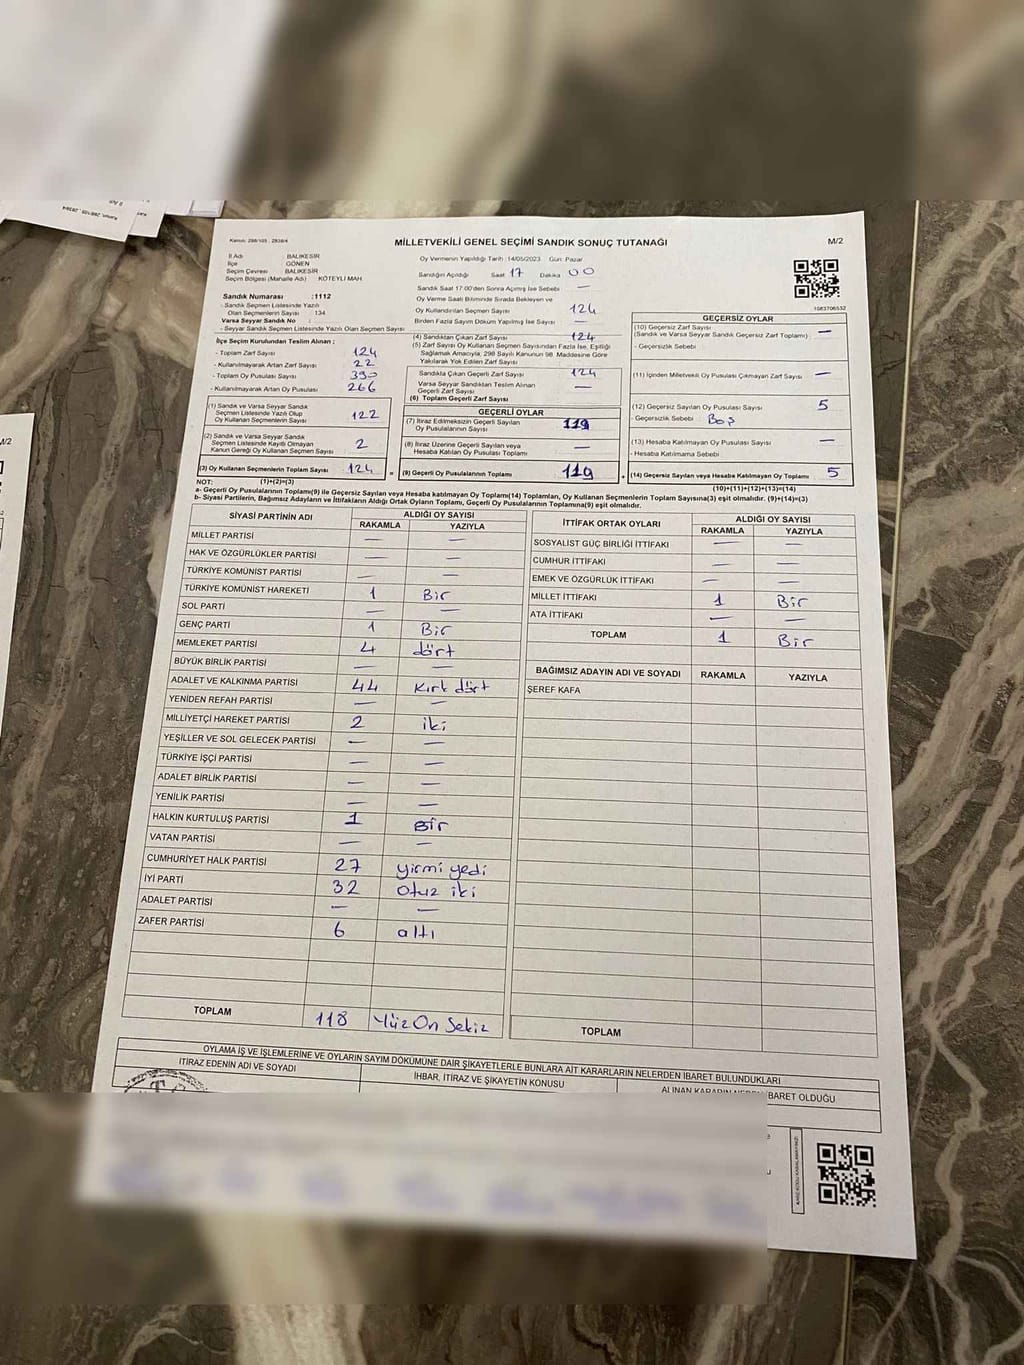 Kanun: 298/105 , 2839/4
MİLLETVEKİLİ GENEL SEÇİMİ SANDIK SONUÇ TUTANAĞI
M/2
İl Adı BALIKESİR
İlçe GÖNEN
Seçim Çevresi BALIKESİR
Seçim Bölgesi (Mahalle Adı) KÖTEYLİ MAH.
Sandık Numarası :1112
- Sandık Seçmen Listesinde Yazılı
Olan Seçmenlerin Sayısı : 134
Varsa Seyyar Sandık No :
- Seyyar Sandık Seçmen Listesinde Yazılı Olan Seçmen Sayısı:
İlçe Seçim Kurulundan Teslim Alınan ;
- Toplam Zarf Sayısı
- Kullanılmayarak Artan Zarf Sayısı 22
- Toplam Oy Pusulası Sayısı 390
- Kullanılmayarak Artan Oy Pusulası 266
(1) Sandık ve Varsa Seyyar Sandık
Seçmen Listesinde Yazılı Olup
Oy Kullanan Seçmenlerin Sayısı 122
(2) Sandık ve Varsa Seyyar Sandık
Seçmen Listesinde Kayıtlı Olmayan
Kanun Gereği Oy Kullanan Seçmen Sayısı 2
(3) Oy Kullanan Seçmenlerin Toplam Sayısı 124
(1)+(2)=(3)
Oy Vermenin Yapıldığı Tarih :14/05/2023 Gün: Pazar
Sandığın Açıldığı Saat 17 Dakika 00
Sandık Saat 17:00'den Sonra Açılmış İse Sebebi —
Oy Verme Saati Bitiminde Sırada Bekleyen ve
Oy Kullandırılan Seçmen Sayısı 124
Birden Fazla Sayım Döküm Yapılmış İse Sayısı —
(4) Sandıktan Çıkan Zarf Sayısı 124
(5) Zarf Sayısı Oy Kullanan Seçmen Sayısından Fazla İse, Eşitliği
Sağlamak Amacıyla, 298 Sayılı Kanunun 98. Maddesine Göre
Yakılarak Yok Edilen Zarf Sayısı
Sandıkta Çıkan Geçerli Zarf Sayısı 124
Varsa Seyyar Sandıktan Teslim Alınan
Geçerli Zarf Sayısı —
(6) Toplam Geçerli Zarf Sayısı
GEÇERLİ OYLAR
(7) İtiraz Edilmeksizin Geçerli Sayılan
Oy Pusulalarının Sayısı 119
(8) İtiraz Üzerine Geçerli Sayılan veya
Hesaba Katılan Oy Pusulası Toplamı —
= (9) Geçerli Oy Pusulalarının Toplamı 119 +
1083706532
GEÇERSİZ OYLAR
(10) Geçersiz Zarf Sayısı
(Sandık ve Varsa Seyyar Sandık Geçersiz Zarf Toplamı) —
- Geçersizlik Sebebi
(11) İçinden Milletvekili Oy Pusulası Çıkmayan Zarf Sayısı —
(12) Geçersiz Sayılan Oy Pusulası Sayısı 5
- Geçersizlik Sebebi Boş
(13) Hesaba Katılmayan Oy Pusulası Sayısı —
- Hesaba Katılmama Sebebi
(14) Geçersiz Sayılan veya Hesaba Katılmayan Oy Toplamı 5
(10)+(11)+(12)+(13)=(14)
NOT:
a- Geçerli Oy Pusulalarının Toplamı(9) ile Geçersiz Sayılan veya Hesaba katılmayan Oy Toplamı(14) Toplamları, Oy Kullanan Seçmenlerin Toplam Sayısına(3) eşit olmalıdır. (9)+(14)=(3)
b- Siyasi Partilerin, Bağımsız Adayların ve İttifakların Aldığı Ortak Oyların Toplamı, Geçerli Oy Pusulalarının Toplamına(9) eşit olmalıdır.
SİYASİ PARTİNİN ADI ALDIĞI OY SAYISI
RAKAMLA YAZIYLA
MİLLET PARTİSİ — —
HAK VE ÖZGÜRLÜKLER PARTİSİ — —
TÜRKİYE KOMÜNİST PARTİSİ — —
TÜRKİYE KOMÜNİST HAREKETİ 1 Bir
SOL PARTİ — —
GENÇ PARTİ 1 Bir
MEMLEKET PARTİSİ 4 dört
BÜYÜK BİRLİK PARTİSİ — —
ADALET VE KALKINMA PARTİSİ 44 Kırk dört
YENİDEN REFAH PARTİSİ — —
MİLLİYETÇİ HAREKET PARTİSİ 2 iki
YEŞİLLER VE SOL GELECEK PARTİSİ — —
TÜRKİYE İŞÇİ PARTİSİ — —
ADALET BİRLİK PARTİSİ — —
YENİLİK PARTİSİ — —
HALKIN KURTULUŞ PARTİSİ 1 Bir
VATAN PARTİSİ — —
CUMHURİYET HALK PARTİSİ 27 yirmi yedi
İYİ PARTİ 32 Otuz iki
ADALET PARTİSİ — —
ZAFER PARTİSİ 6 altı
TOPLAM 118 Yüz On Sekiz
İTTİFAK ORTAK OYLARI ALDIĞI OY SAYISI
RAKAMLA YAZIYLA
SOSYALİST GÜÇ BİRLİĞİ İTTİFAKI — —
CUMHUR İTTİFAKI — —
EMEK VE ÖZGÜRLÜK İTTİFAKI — —
MİLLET İTTİFAKI 1 Bir
ATA İTTİFAKI — —
TOPLAM 1 Bir
BAĞIMSIZ ADAYIN ADI VE SOYADI RAKAMLA YAZIYLA
ŞEREF KAFA
TOPLAM
OYLAMA İŞ VE İŞLEMLERİNE VE OYLARIN SAYIM DÖKÜMÜNE DAİR ŞİKAYETLERLE BUNLARA AİT KARARLARIN NELERDEN İBARET BULUNDUKLARI
İTİRAZ EDENİN ADI VE SOYADI İHBAR, İTİRAZ VE ŞİKAYETİN KONUSU ALINAN KARARIN NEDEN İBARET OLDUĞU